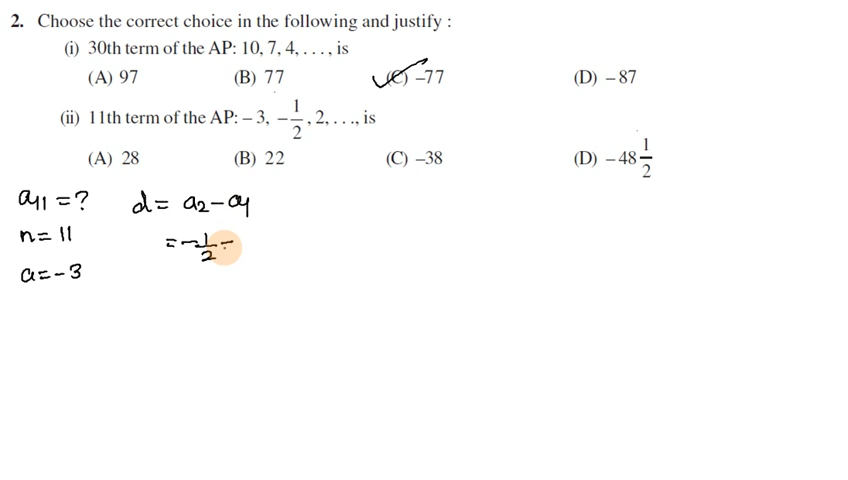 2. Choose the correct choice in the following and justify :
(i) 30th term of the AP: 10, 7, 4, . . . , is
(A) 97 (B) 77 (C) –77 (D) – 87
(ii) 11th term of the AP: – 3, –1/2, 2, . . ., is
(A) 28 (B) 22 (C) –38 (D) – 48 1/2
a11 = ? d = a2 – a1
n = 11 = –1/2 –
a = – 3